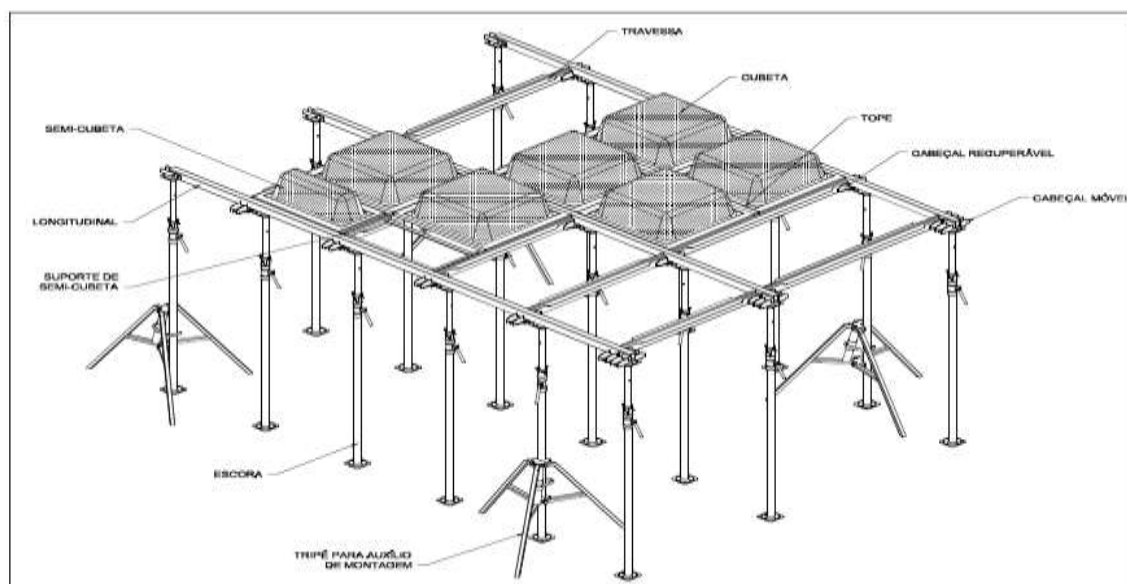 TRAVESSA
CUBETA
TOPE
SEMI-CUBETA
CABEÇAL RECUPERÁVEL
CABEÇAL MÓVEL
LONGITUDINAL
SUPORTE DE
SEMI-CUBETA
ESCORA
TRIPÉ PARA AUXÍLIO
DE MONTAGEM